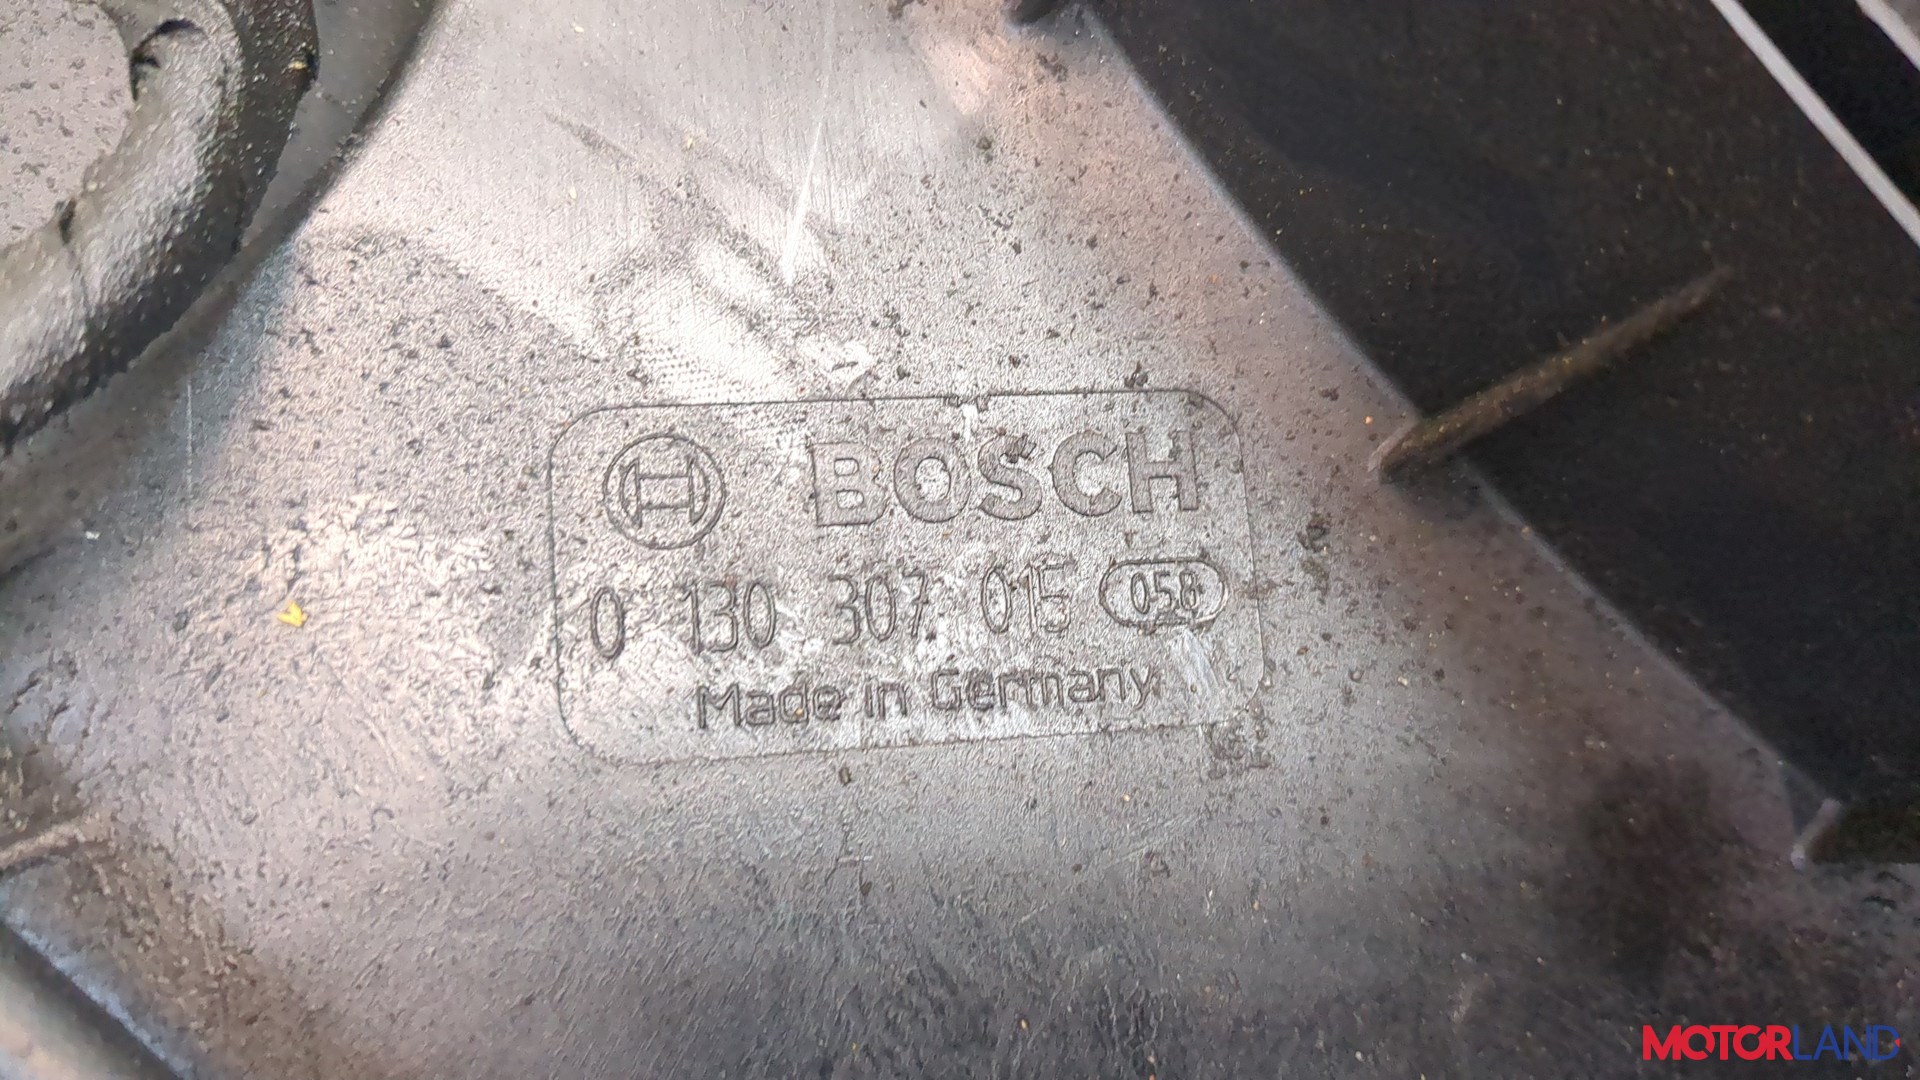 BOSCH
0 130 307 015 058
Made in Germany
MOTORLAND